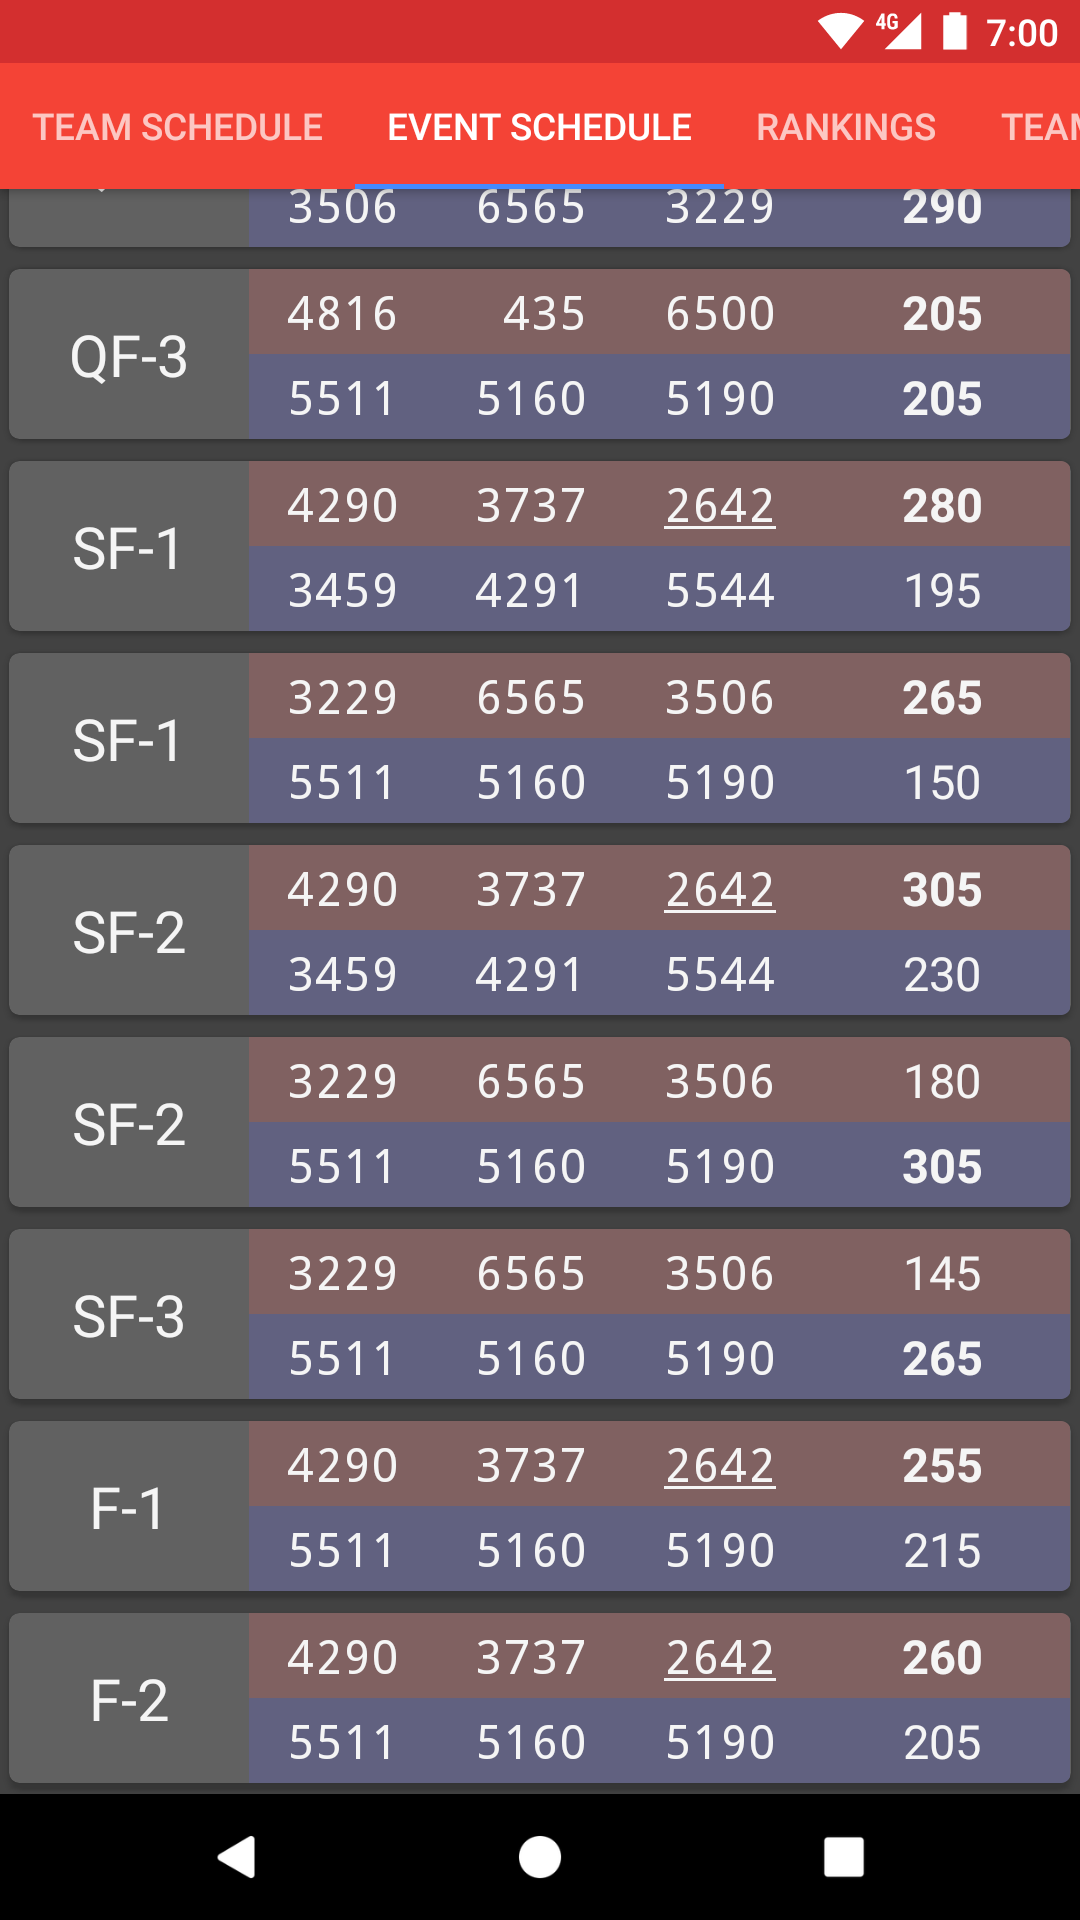 4G 7:00
TEAM SCHEDULE EVENT SCHEDULE RANKINGS TEAM
3506 6565 3229 290
QF-3
4816 435 6500 205
5511 5160 5190 205
SF-1
4290 3737 2642 280
3459 4291 5544 195
SF-1
3229 6565 3506 265
5511 5160 5190 150
SF-2
4290 3737 2642 305
3459 4291 5544 230
SF-2
3229 6565 3506 180
5511 5160 5190 305
SF-3
3229 6565 3506 145
5511 5160 5190 265
F-1
4290 3737 2642 255
5511 5160 5190 215
F-2
4290 3737 2642 260
5511 5160 5190 205